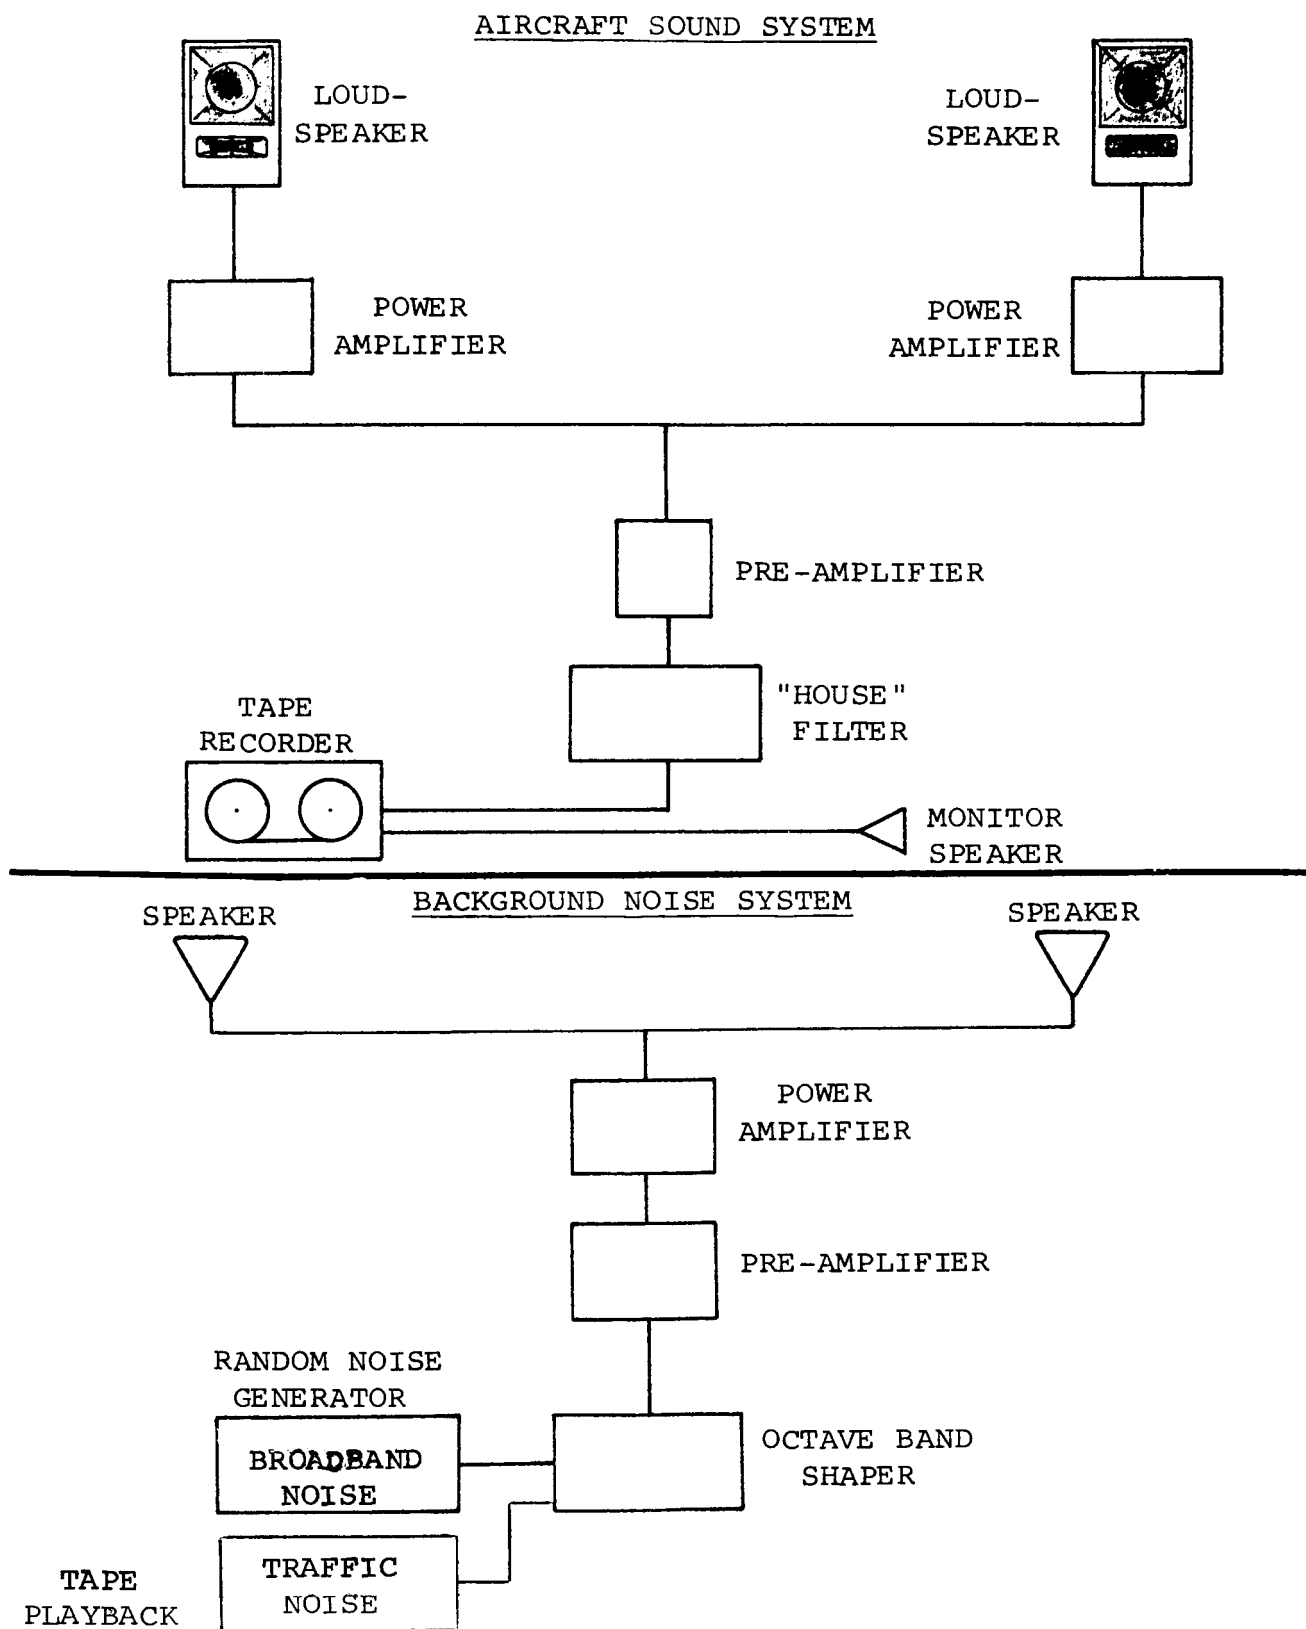 AIRCRAFT SOUND SYSTEM
LOUD-
SPEAKER
LOUD-
SPEAKER
POWER
AMPLIFIER
POWER
AMPLIFIER
PRE-AMPLIFIER
"HOUSE"
FILTER
TAPE
RECORDER
MONITOR
SPEAKER
BACKGROUND NOISE SYSTEM
SPEAKER
SPEAKER
POWER
AMPLIFIER
PRE-AMPLIFIER
RANDOM NOISE
GENERATOR
BROADBAND
NOISE
OCTAVE BAND
SHAPER
TRAFFIC
NOISE
TAPE
PLAYBACK